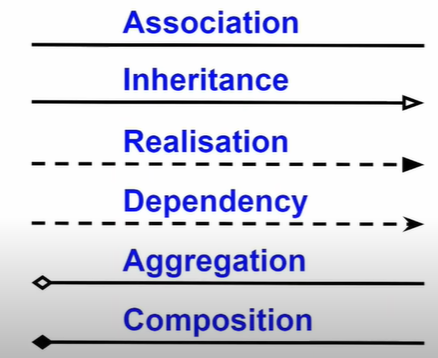 Association
Inheritance
Realisation
Dependency
Aggregation
Composition